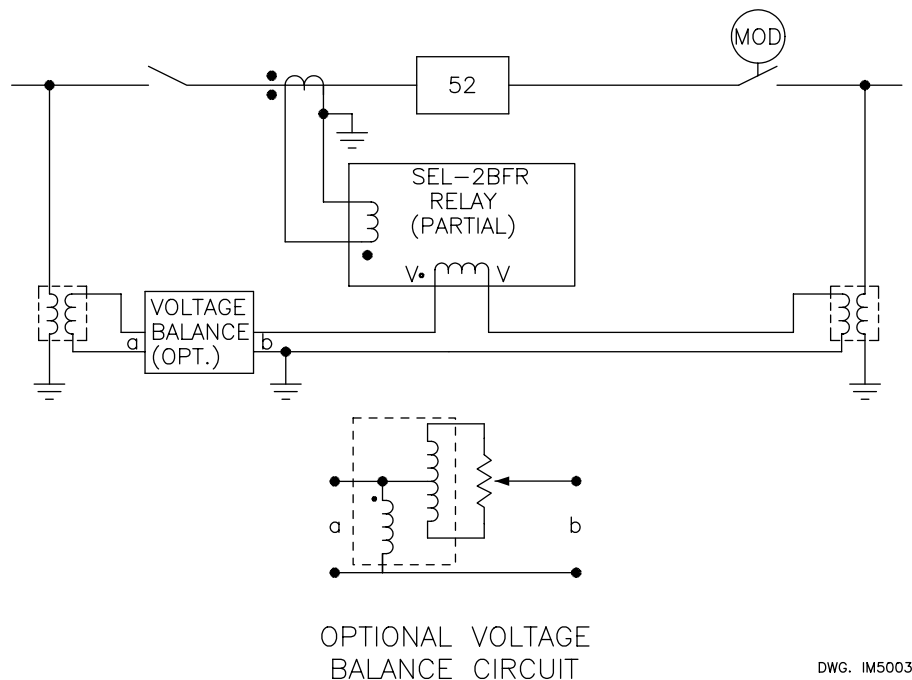 MOD
52
SEL-2BFR
RELAY
(PARTIAL)
V• V
VOLTAGE
BALANCE
(OPT.)
a b
a b
OPTIONAL VOLTAGE
BALANCE CIRCUIT
DWG. IM5003